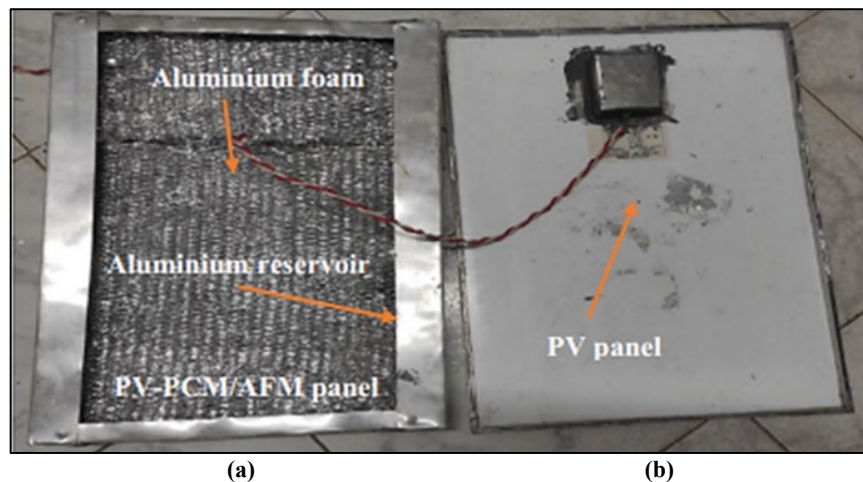 Aluminium foam
Aluminium reservoir
PV-PCM/AFM panel
PV panel
(a)
(b)